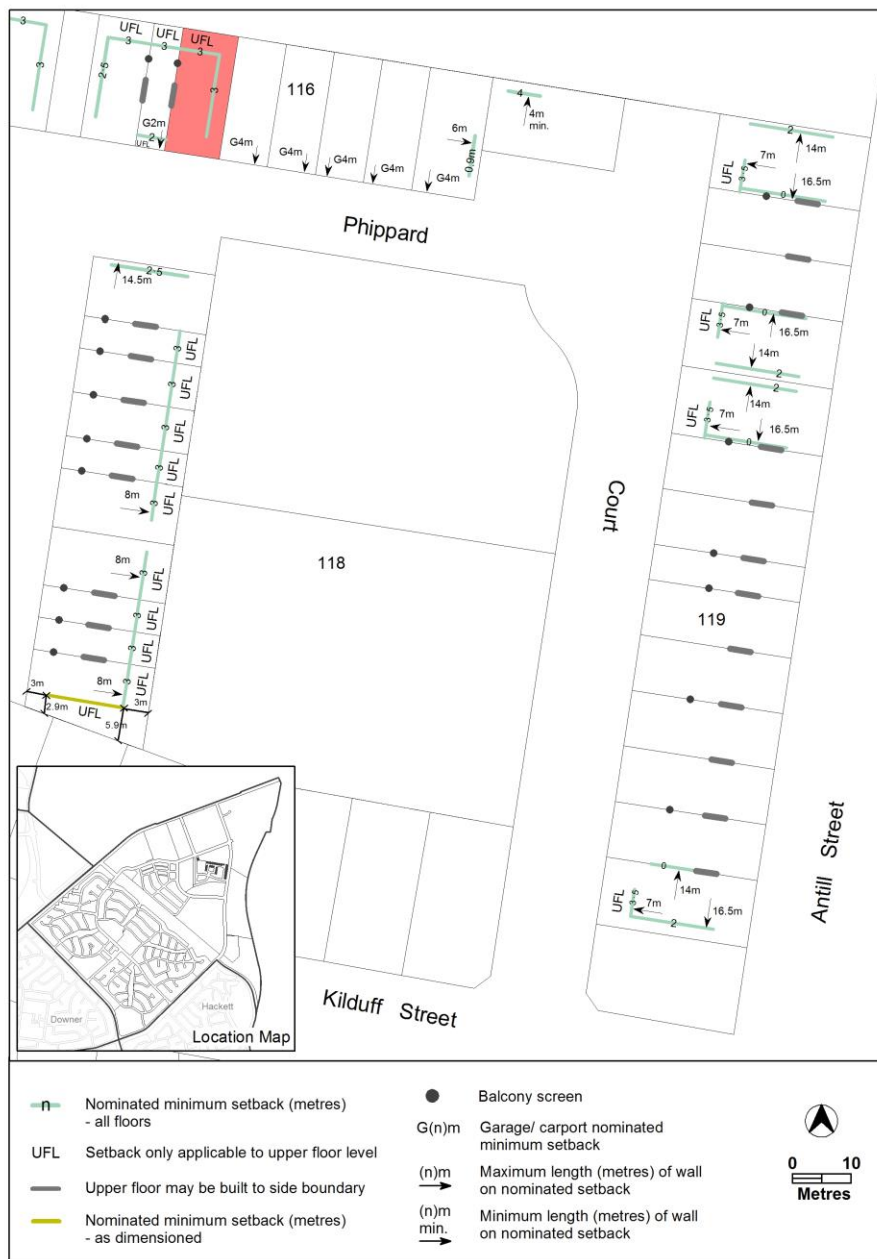 3
3
UFL
3
2·5
UFL
3
UFL
3
3
G2m
2
UFL
116
G4m
G4m
G4m
G4m
G4m
6m
0.9m
4
4m
min.
Phippard
2
14m
7m
UFL
3·5
16.5m
0
0
UFL
3·5
7m
16.5m
14m
2
2
14m
UFL
3·5
7m
16.5m
0
2·5
14.5m
3
UFL
3
UFL
3
UFL
3
UFL
8m
3
UFL
8m
3
UFL
3
UFL
3
UFL
8m
3
UFL
3m
2.9m
UFL
5.9m
3m
Court
118
119
Antill Street
0
14m
UFL
3·5
7m
16.5m
2
Kilduff Street
Downer
Hackett
Location Map
n
Nominated minimum setback (metres)
- all floors
UFL
Setback only applicable to upper floor level
Upper floor may be built to side boundary
Nominated minimum setback (metres)
- as dimensioned
Balcony screen
G(n)m
Garage/ carport nominated
minimum setback
(n)m
Maximum length (metres) of wall
on nominated setback
(n)m
min.
Minimum length (metres) of wall
on nominated setback
0 10
Metres